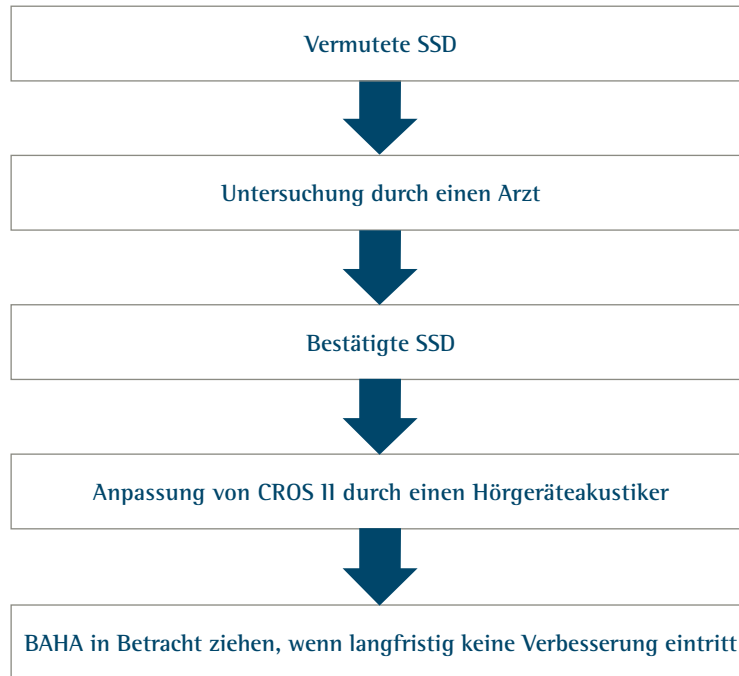 Vermutete SSD
Untersuchung durch einen Arzt
Bestätigte SSD
Anpassung von CROS II durch einen Hörgeräteakustiker
BAHA in Betracht ziehen, wenn langfristig keine Verbesserung eintritt